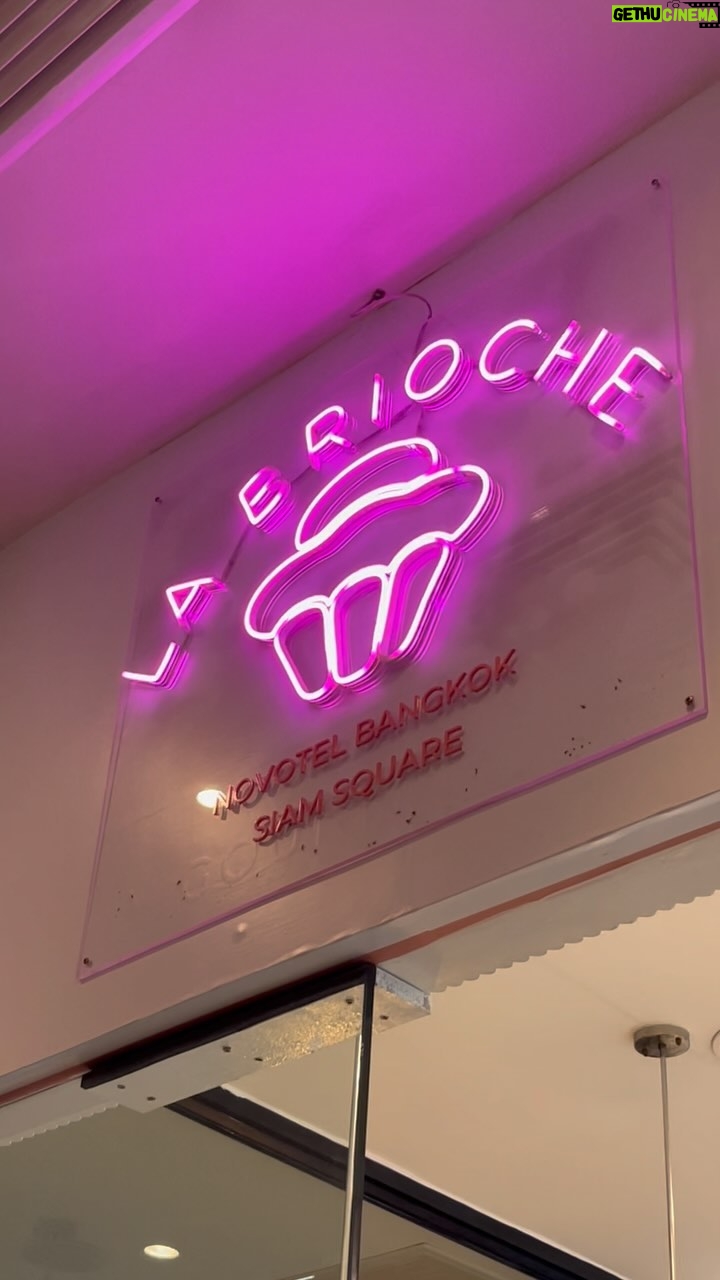 GETHUCINEMA
LA BRIOCHE
NOVOTEL BANGKOK
SIAM SQUARE